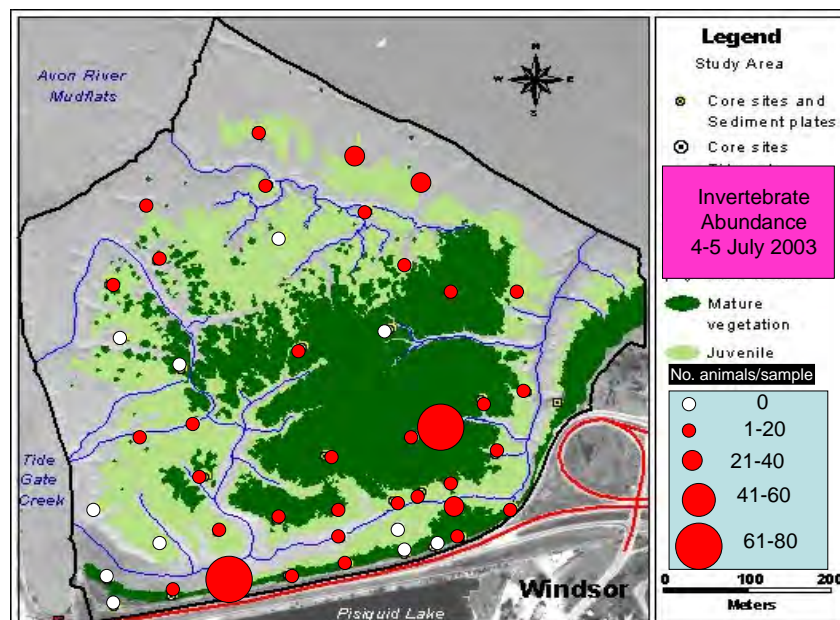 Avon River
Mudflats
N
W E
S
Tide
Gate
Creek
Windsor
Pisiquid Lake
Legend
Study Area
Core sites and
Sediment plates
Core sites
Invertebrate
Abundance
4-5 July 2003
Mature
vegetation
Juvenile
No. animals/sample
0
1-20
21-40
41-60
61-80
0 100 200
Meters